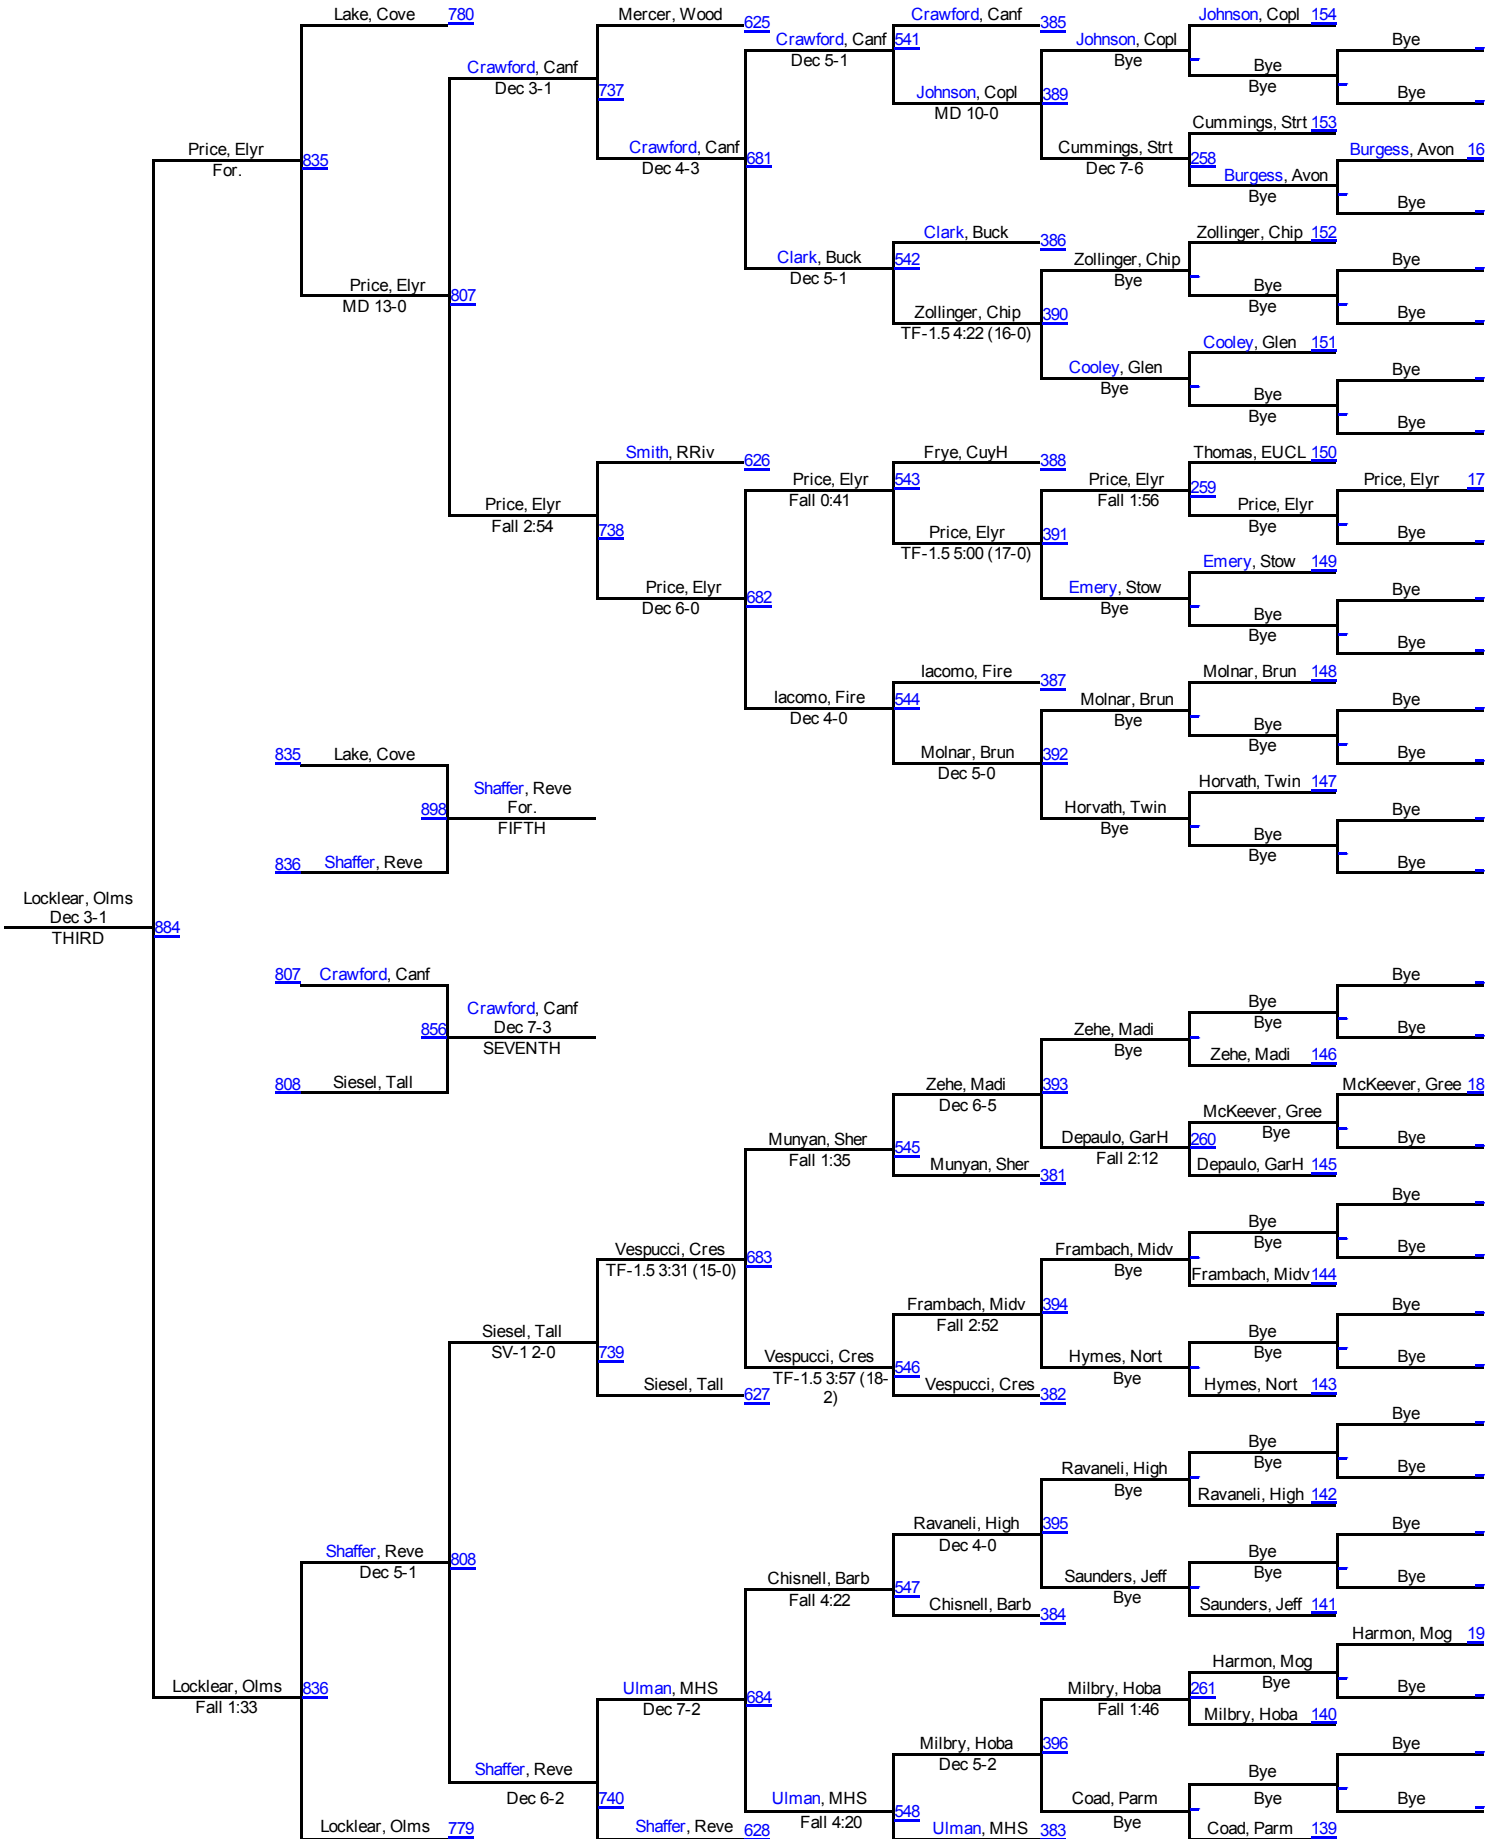 Lake, Cove 780
Mercer, Wood 625
Crawford, Canf 385
Johnson, Copl 154
Bye
Crawford, Canf 541
Dec 5-1
Johnson, Copl
Bye
Bye
Bye
Bye
Crawford, Canf
Dec 3-1
737
Johnson, Copl 389
MD 10-0
Cummings, Strt 153
Price, Elyr
For.
835
Crawford, Canf 681
Dec 4-3
Cummings, Strt
Dec 7-6
258
Burgess, Avon 16
Burgess, Avon
Bye
Bye
Clark, Buck 386
Zollinger, Chip 152
Clark, Buck 542
Dec 5-1
Zollinger, Chip
Bye
Bye
Bye
Bye
Bye
Price, Elyr 807
MD 13-0
Zollinger, Chip 390
TF-1.5 4:22 (16-0)
Cooley, Glen 151
Cooley, Glen
Bye
Bye
Bye
Bye
Bye
Smith, RRiv 626
Frye, CuyH 388
Thomas, EUCL 150
Price, Elyr 543
Fall 0:41
Price, Elyr 259
Fall 1:56
Price, Elyr 17
Price, Elyr
Bye
Bye
Price, Elyr
Fall 2:54
738
Price, Elyr 391
TF-1.5 5:00 (17-0)
Emery, Stow 149
Price, Elyr 682
Dec 6-0
Emery, Stow
Bye
Bye
Bye
Bye
Bye
Iacomo, Fire 387
Molnar, Brun 148
Iacomo, Fire 544
Dec 4-0
Molnar, Brun
Bye
Bye
Bye
Bye
Bye
835 Lake, Cove
Molnar, Brun 392
Dec 5-0
Horvath, Twin 147
Shaffer, Reve
898 For.
FIFTH
Horvath, Twin
Bye
Bye
Bye
Bye
Bye
836 Shaffer, Reve
Locklear, Olms
Dec 3-1
THIRD
884
807 Crawford, Canf
Bye
Crawford, Canf
856 Dec 7-3
SEVENTH
Zehe, Madi
Bye
Bye
Bye
Bye
Zehe, Madi 146
808 Siesel, Tall
Zehe, Madi 393
Dec 6-5
McKeever, Gree 18
McKeever, Gree
Bye
Bye
Munyan, Sher 545
Fall 1:35
Depaulo, GarH 260
Fall 2:12
Munyan, Sher 381
Depaulo, GarH 145
Bye
Vespucci, Cres 683
TF-1.5 3:31 (15-0)
Frambach, Midv
Bye
Bye
Bye
Bye
Frambach, Midv 144
Siesel, Tall
SV-1 2-0
739
Frambach, Midv 394
Fall 2:52
Bye
Vespucci, Cres 546
TF-1.5 3:57 (18-
2)
Hymes, Nort
Bye
Bye
Bye
Bye
Siesel, Tall 627
Vespucci, Cres 382
Hymes, Nort 143
Bye
Ravaneli, High
Bye
Bye
Bye
Bye
Ravaneli, High 142
Shaffer, Reve 808
Dec 5-1
Ravaneli, High 395
Dec 4-0
Bye
Chisnell, Barb 547
Fall 4:22
Saunders, Jeff
Bye
Bye
Bye
Bye
Chisnell, Barb 384
Saunders, Jeff 141
Harmon, Mog 19
Locklear, Olms 836
Fall 1:33
Ulman, MHS 684
Dec 7-2
Milbry, Hoba 261
Fall 1:46
Harmon, Mog
Bye
Bye
Milbry, Hoba 140
Milbry, Hoba 396
Dec 5-2
Bye
Shaffer, Reve
Dec 6-2
740
Ulman, MHS 548
Fall 4:20
Coad, Parm
Bye
Bye
Bye
Bye
Locklear, Olms 779
Shaffer, Reve 628
Ulman, MHS 383
Coad, Parm 139